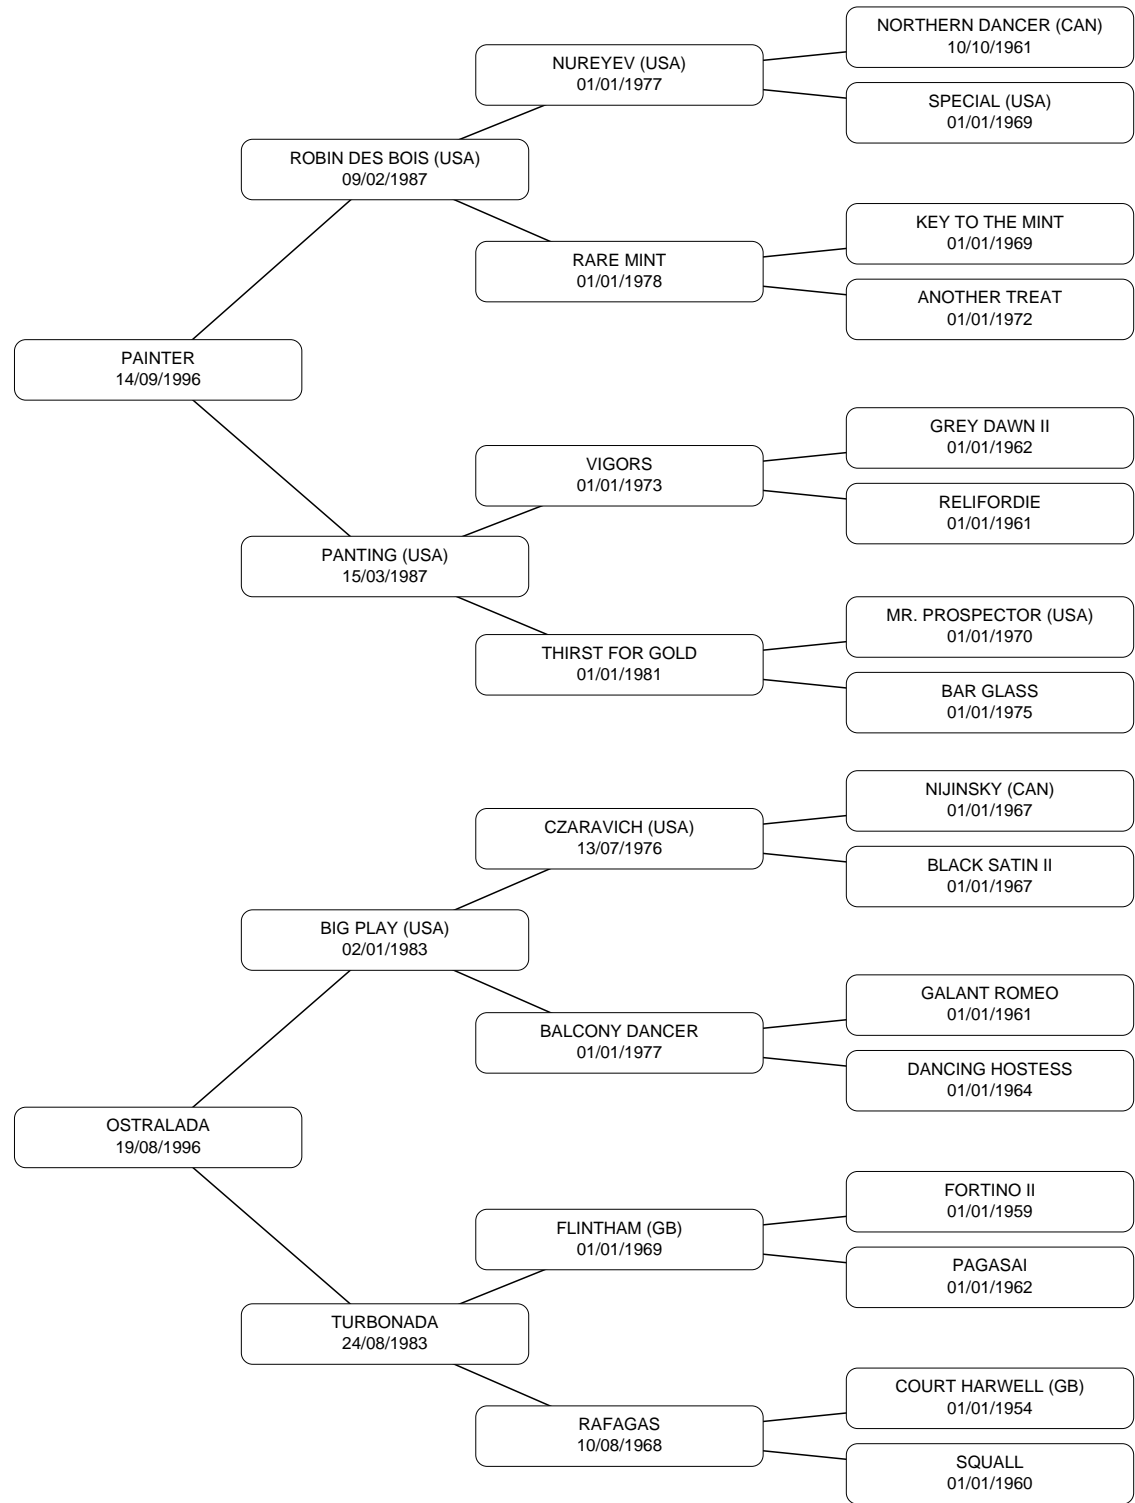 NORTHERN DANCER (CAN)
10/10/1961
NUREYEV (USA)
01/01/1977
SPECIAL (USA)
01/01/1969
ROBIN DES BOIS (USA)
09/02/1987
KEY TO THE MINT
01/01/1969
RARE MINT
01/01/1978
ANOTHER TREAT
01/01/1972
PAINTER
14/09/1996
GREY DAWN II
01/01/1962
VIGORS
01/01/1973
RELIFORDIE
01/01/1961
PANTING (USA)
15/03/1987
MR. PROSPECTOR (USA)
01/01/1970
THIRST FOR GOLD
01/01/1981
BAR GLASS
01/01/1975
NIJINSKY (CAN)
01/01/1967
CZARAVICH (USA)
13/07/1976
BLACK SATIN II
01/01/1967
BIG PLAY (USA)
02/01/1983
GALANT ROMEO
01/01/1961
BALCONY DANCER
01/01/1977
DANCING HOSTESS
01/01/1964
OSTRALADA
19/08/1996
FORTINO II
01/01/1959
FLINTHAM (GB)
01/01/1969
PAGASAI
01/01/1962
TURBONADA
24/08/1983
COURT HARWELL (GB)
01/01/1954
RAFAGAS
10/08/1968
SQUALL
01/01/1960